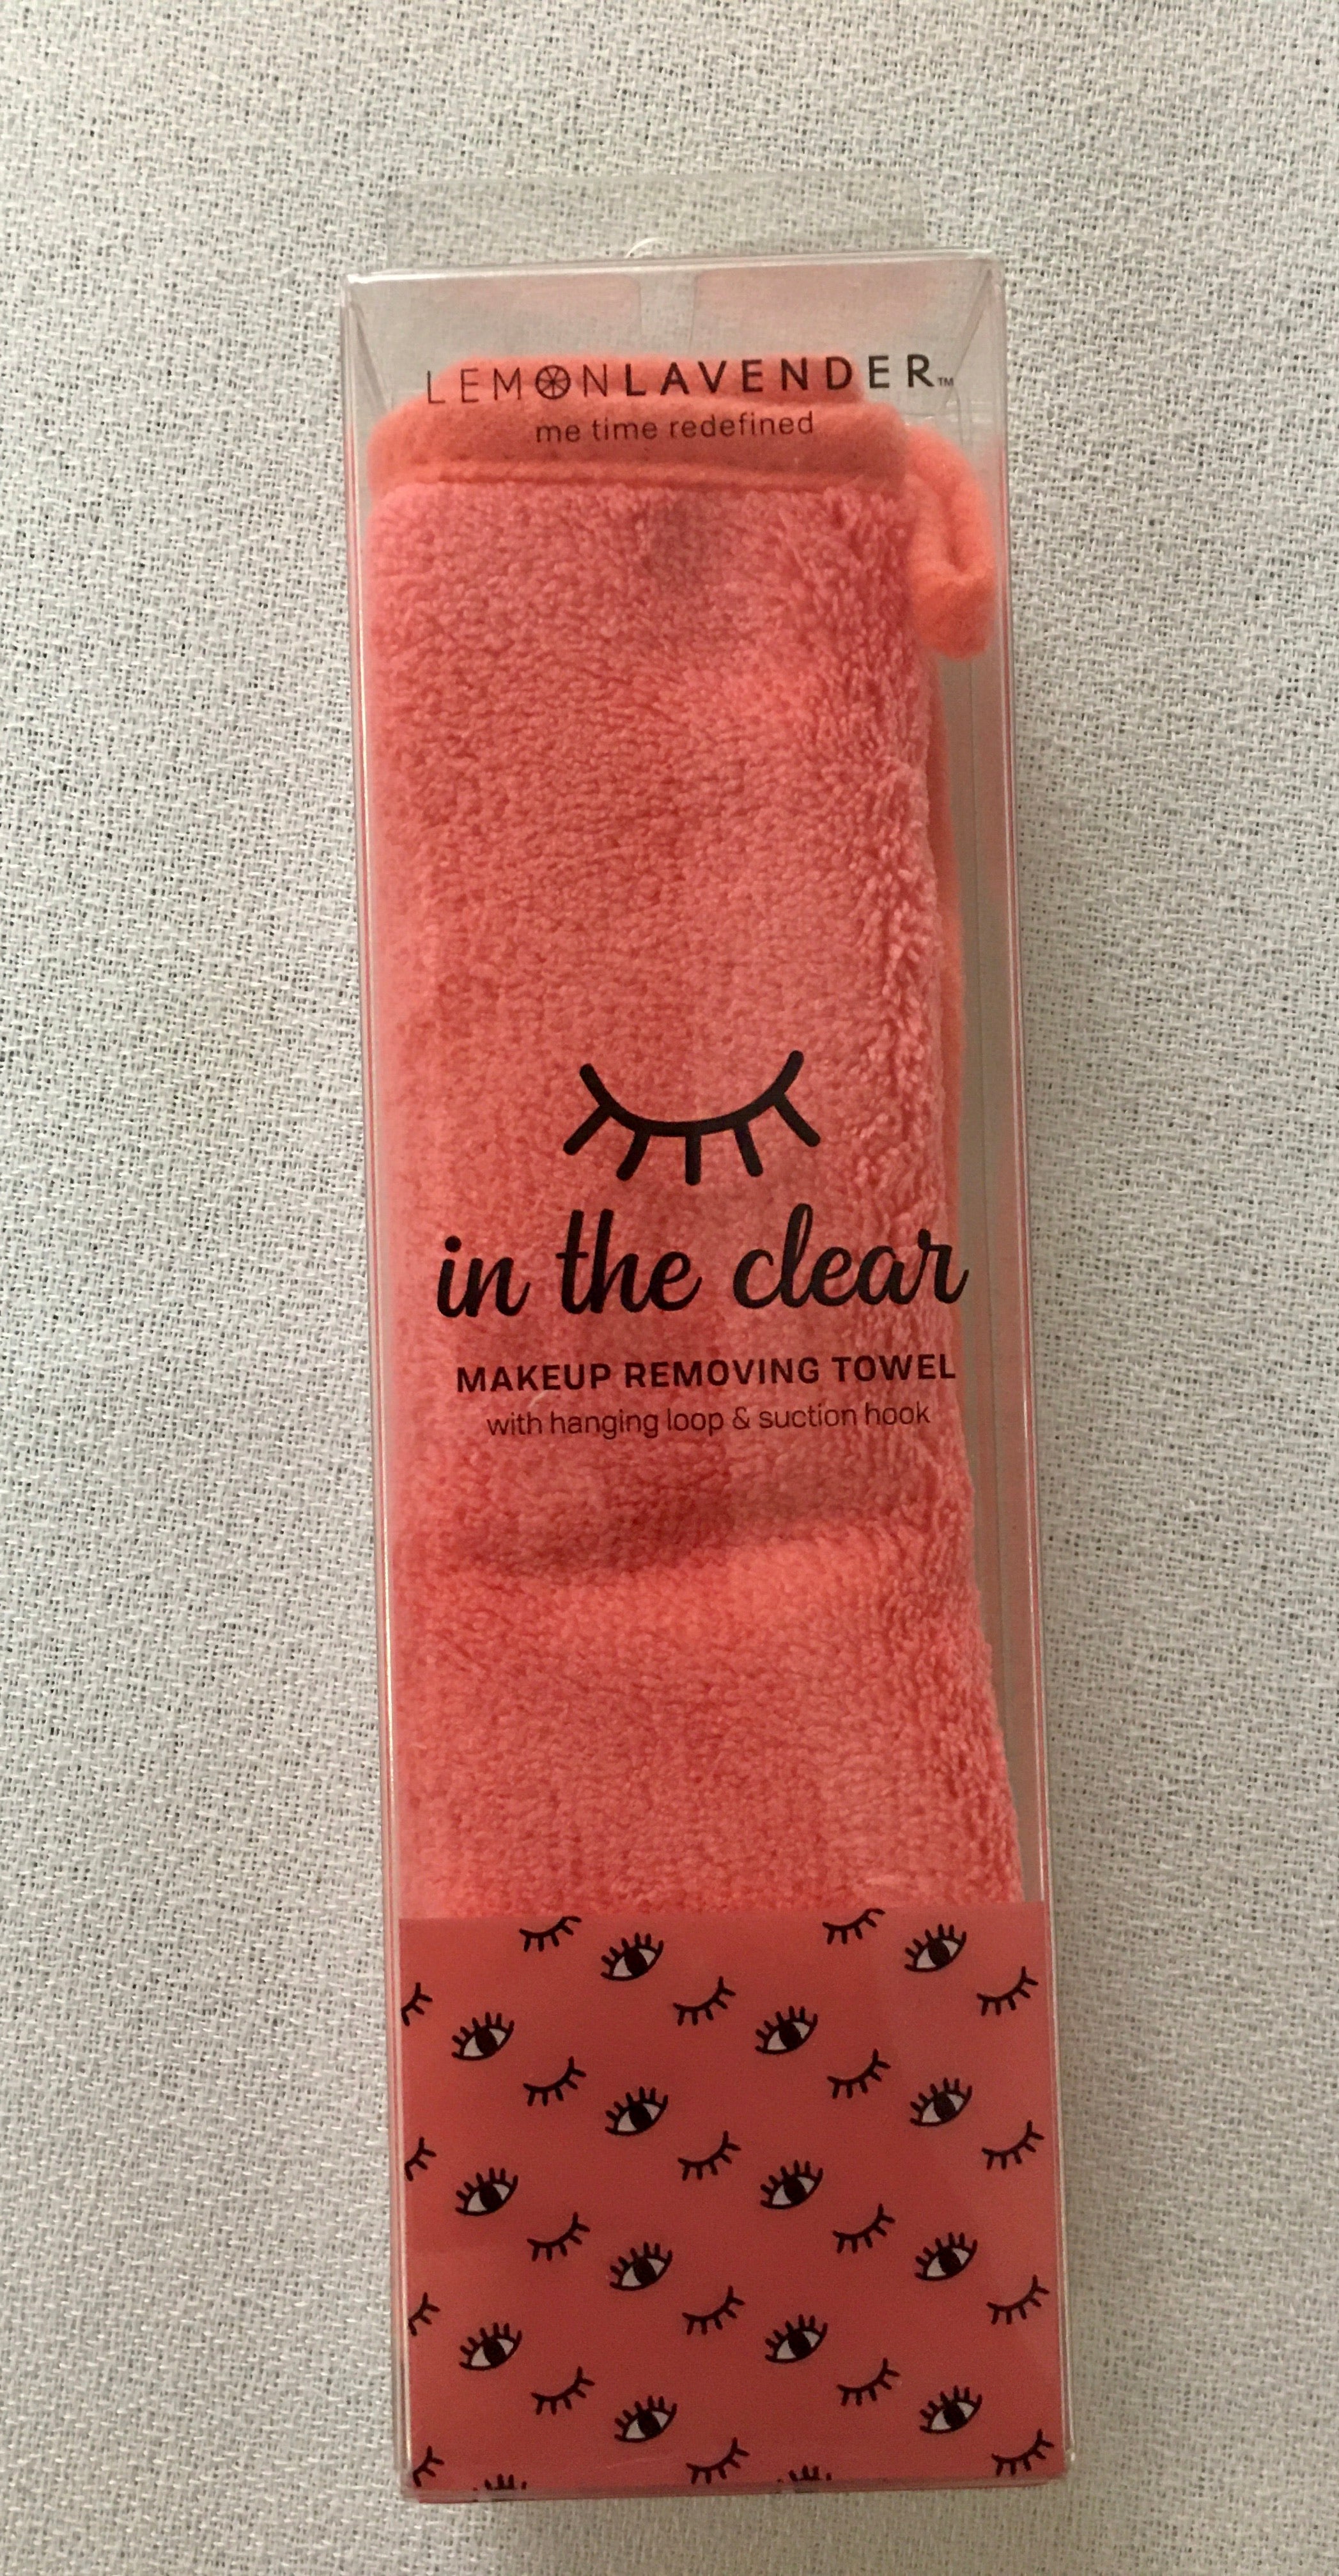 LEMONLAVENDER™
me time redefined
in the clear
MAKEUP REMOVING TOWEL
with hanging loop & suction hook